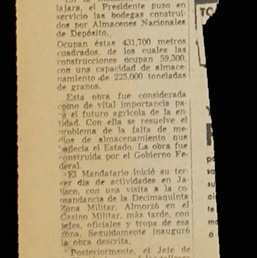 lajara, el Presidente puso en
servicio las bodegas construi-
dos por Almacenes Nacionales
de Depósito.
Ocupan éstas 431,700 metros
cuadrados, de los cuales las
construcciones ocupan 59,300,
con una capacidad de almace-
namiento de 225,000 toneladas
de granos.
Esta obra fue considerada
como de vital importancia pa-
ra el futuro agrícola de la en-
tidad. Con ella se resuelve el
problema de la falta de me-
dios de almacenamiento que
padecía el Estado. La obra fue
construida por el Gobierno Fe-
deral.
El Mandatario inició su ter-
cer día de actividades en Ja-
lisco, con una visita a la co-
mandancia de la Decimaquinta
Zona Militar. Almorzó en el
Casino Militar, más tarde, con
jefes, oficiales y tropa de esa
zona. Seguidamente inauguró
la obra descrita.
Posteriormente, el Jefe de